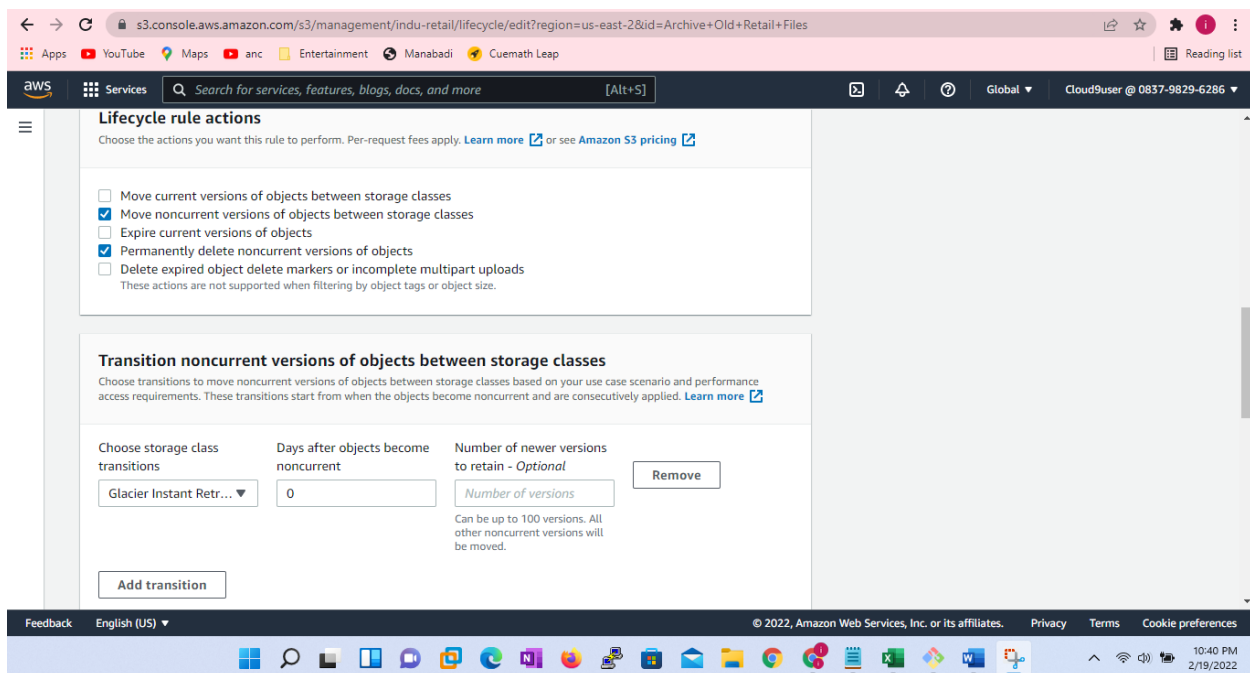 s3.console.aws.amazon.com/s3/management/indu-retail/lifecycle/edit?region=us-east-2&id=Archive+Old+Retail+Files
i
Apps YouTube Maps anc Entertainment Manabadi Cuemath Leap Reading list
aws Services Search for services, features, blogs, docs, and more [Alt+S] Global ▼ Cloud9user @ 0837-9829-6286 ▼
Lifecycle rule actions
Choose the actions you want this rule to perform. Per-request fees apply. Learn more or see Amazon S3 pricing
Move current versions of objects between storage classes
Move noncurrent versions of objects between storage classes
Expire current versions of objects
Permanently delete noncurrent versions of objects
Delete expired object delete markers or incomplete multipart uploads
These actions are not supported when filtering by object tags or object size.
Transition noncurrent versions of objects between storage classes
Choose transitions to move noncurrent versions of objects between storage classes based on your use case scenario and performance
access requirements. These transitions start from when the objects become noncurrent and are consecutively applied. Learn more
Choose storage class
transitions
Glacier Instant Retr... ▼
Days after objects become
noncurrent
0
Number of newer versions
to retain - Optional
Number of versions
Can be up to 100 versions. All
other noncurrent versions will
be moved.
Remove
Add transition
Feedback English (US) ▼ © 2022, Amazon Web Services, Inc. or its affiliates. Privacy Terms Cookie preferences
10:40 PM
2/19/2022